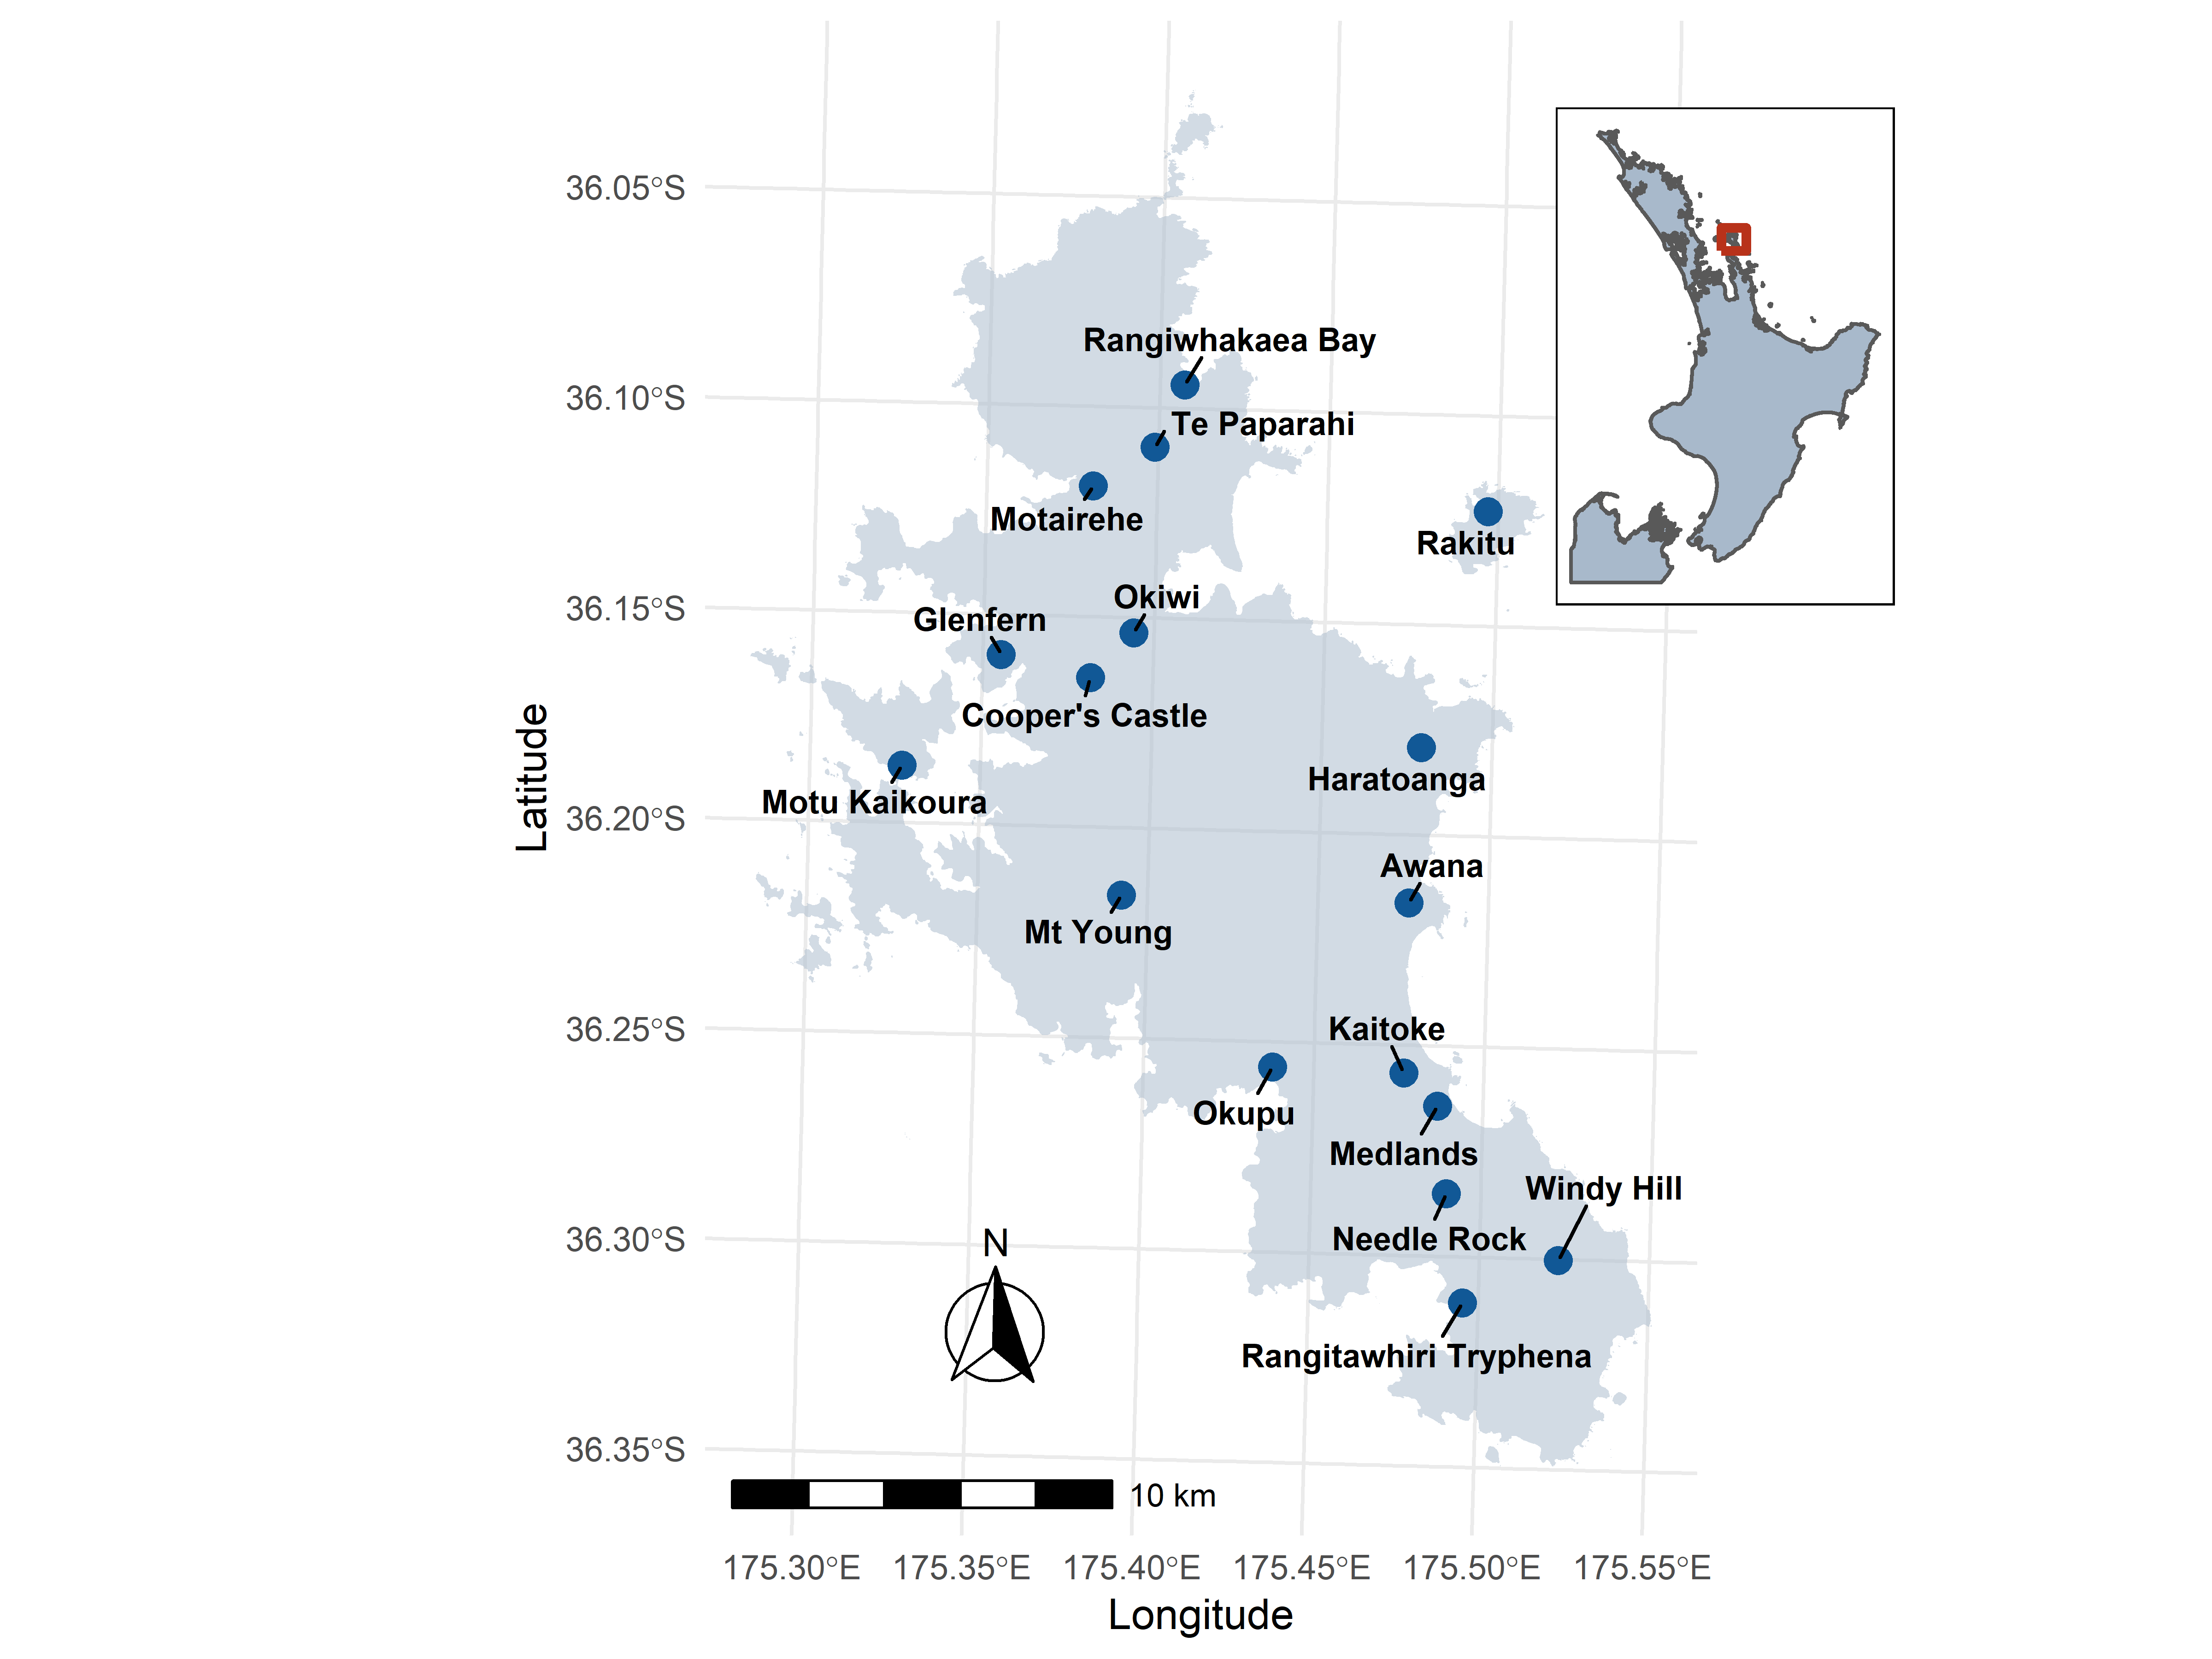 36.05°S
Rangiwhakaea Bay
36.10°S
Te Paparahi
Motairehe
Rakitu
Okiwi
36.15°S
Glenfern
Cooper's Castle
Haratoanga
Motu Kaikoura
36.20°S
Latitude
Awana
Mt Young
36.25°S
Kaitoke
Okupu
Medlands
Windy Hill
36.30°S
Needle Rock
N
Rangitawhiri Tryphena
36.35°S
10 km
175.30°E 175.35°E 175.40°E 175.45°E 175.50°E 175.55°E
Longitude